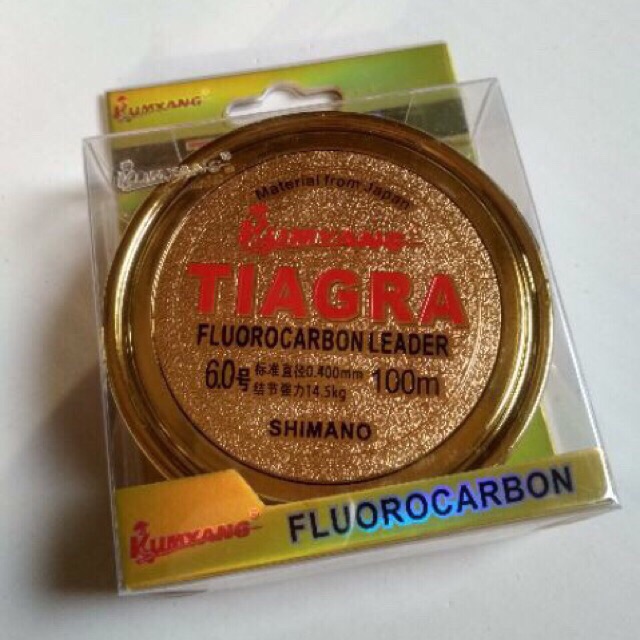 KUMYANG
KUMYANG
Material from Japan
KUMYANG
TIAGRA
FLUOROCARBON LEADER
6.0号 标准直径0.400mm 100m
结节强力14.5kg
SHIMANO
KUMYANG
FLUOROCARBON